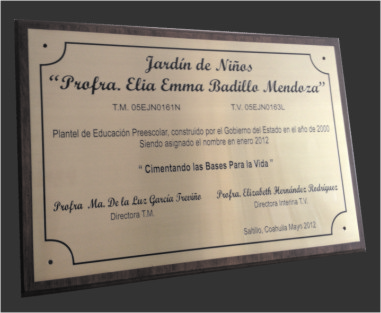 Jardín de Niños
“Profra. Elia Emma Badillo Mendoza”
T.M. 05EJN0161N T.V. 05EJN0163L
Plantel de Educación Preescolar, construido por el Gobierno del Estado en el año de 2000
Siendo asignado el nombre en enero 2012
“ Cimentando las Bases Para la Vida ”
Profra Ma. De la Luz García Treviño Profra. Elizabeth Hernández Rodríguez
Directora T.M. Directora Interina T.V.
Saltillo, Coahuila Mayo 2012